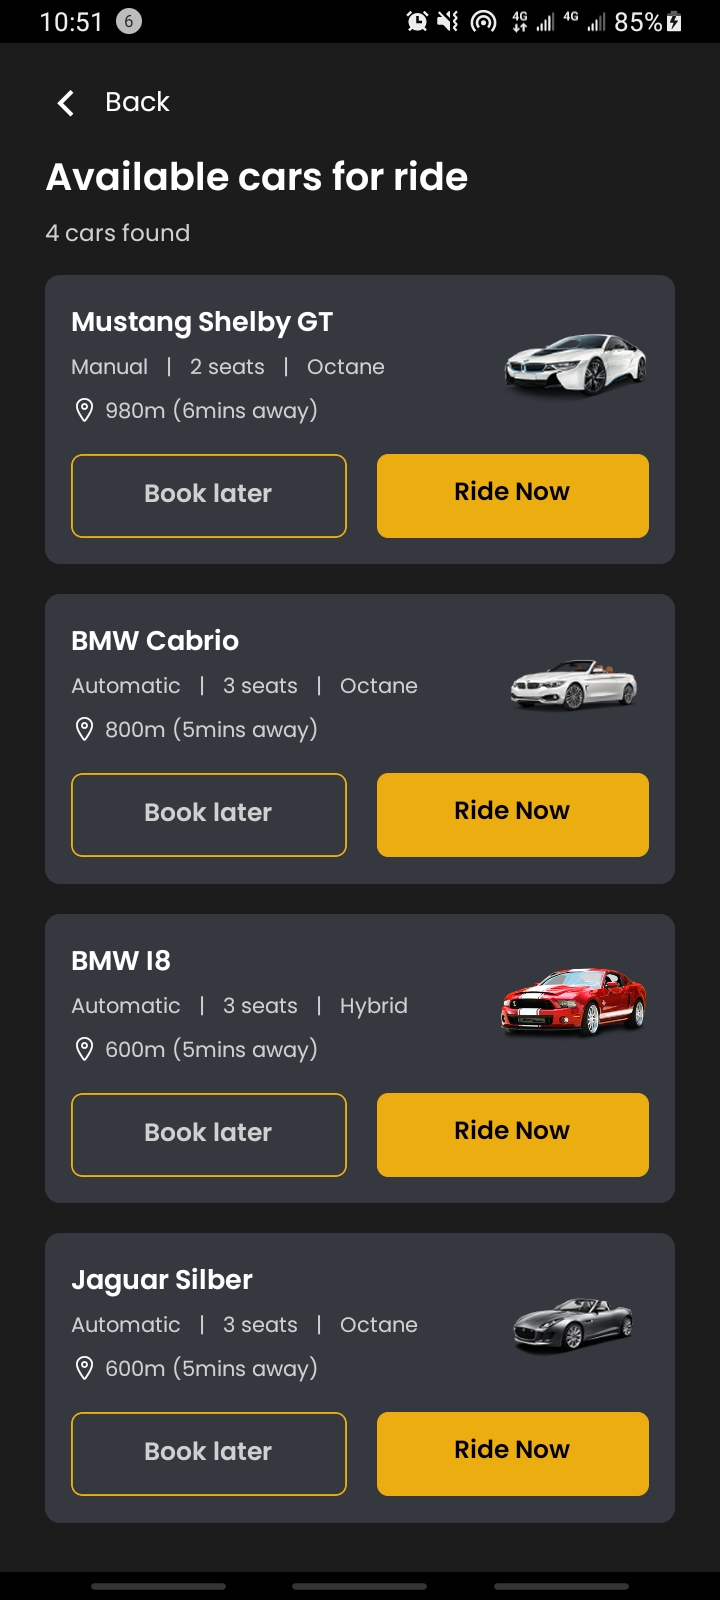 10:51 6 4G 4G 85%
Back
Available cars for ride
4 cars found
Mustang Shelby GT
Manual | 2 seats | Octane
980m (6mins away)
Book later Ride Now
BMW Cabrio
Automatic | 3 seats | Octane
800m (5mins away)
Book later Ride Now
BMW I8
Automatic | 3 seats | Hybrid
600m (5mins away)
Book later Ride Now
Jaguar Silber
Automatic | 3 seats | Octane
600m (5mins away)
Book later Ride Now